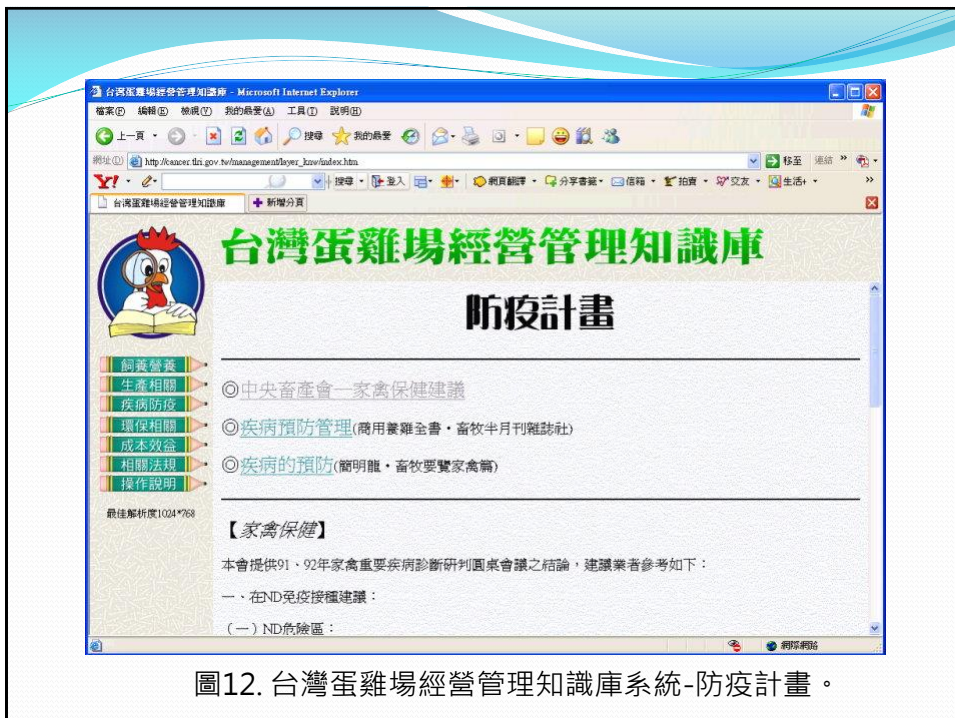 台灣蛋雞場經營管理知識庫 - Microsoft Internet Explorer
檔案(F) 編輯(E) 檢視(V) 我的最愛(A) 工具(T) 說明(H)
上一頁 搜尋 我的最愛
網址(D) http://cancer.tlri.gov.tw/management/layer_knw/index.htm 移至 連結 »
Y! 搜尋 登入 網頁翻譯 分享書籤 信箱 拍賣 交友 生活+ »
台灣蛋雞場經營管理知識庫 新增分頁
台灣蛋雞場經營管理知識庫
防疫計畫
飼養營養
生產相關
疾病防疫
環保相關
成本效益
相關法規
操作說明
最佳解析度1024*768
◎中央畜產會—家禽保健建議
◎疾病預防管理(商用養雞全書‧畜牧半月刊雜誌社)
◎疾病的預防(簡明龍‧畜牧要覽家禽篇)
【家禽保健】
本會提供91、92年家禽重要疾病診斷研判圓桌會議之結論,建議業者參考如下:
一、在ND免疫接種建議:
(一)ND危險區:
網際網路
圖12. 台灣蛋雞場經營管理知識庫系統-防疫計畫。